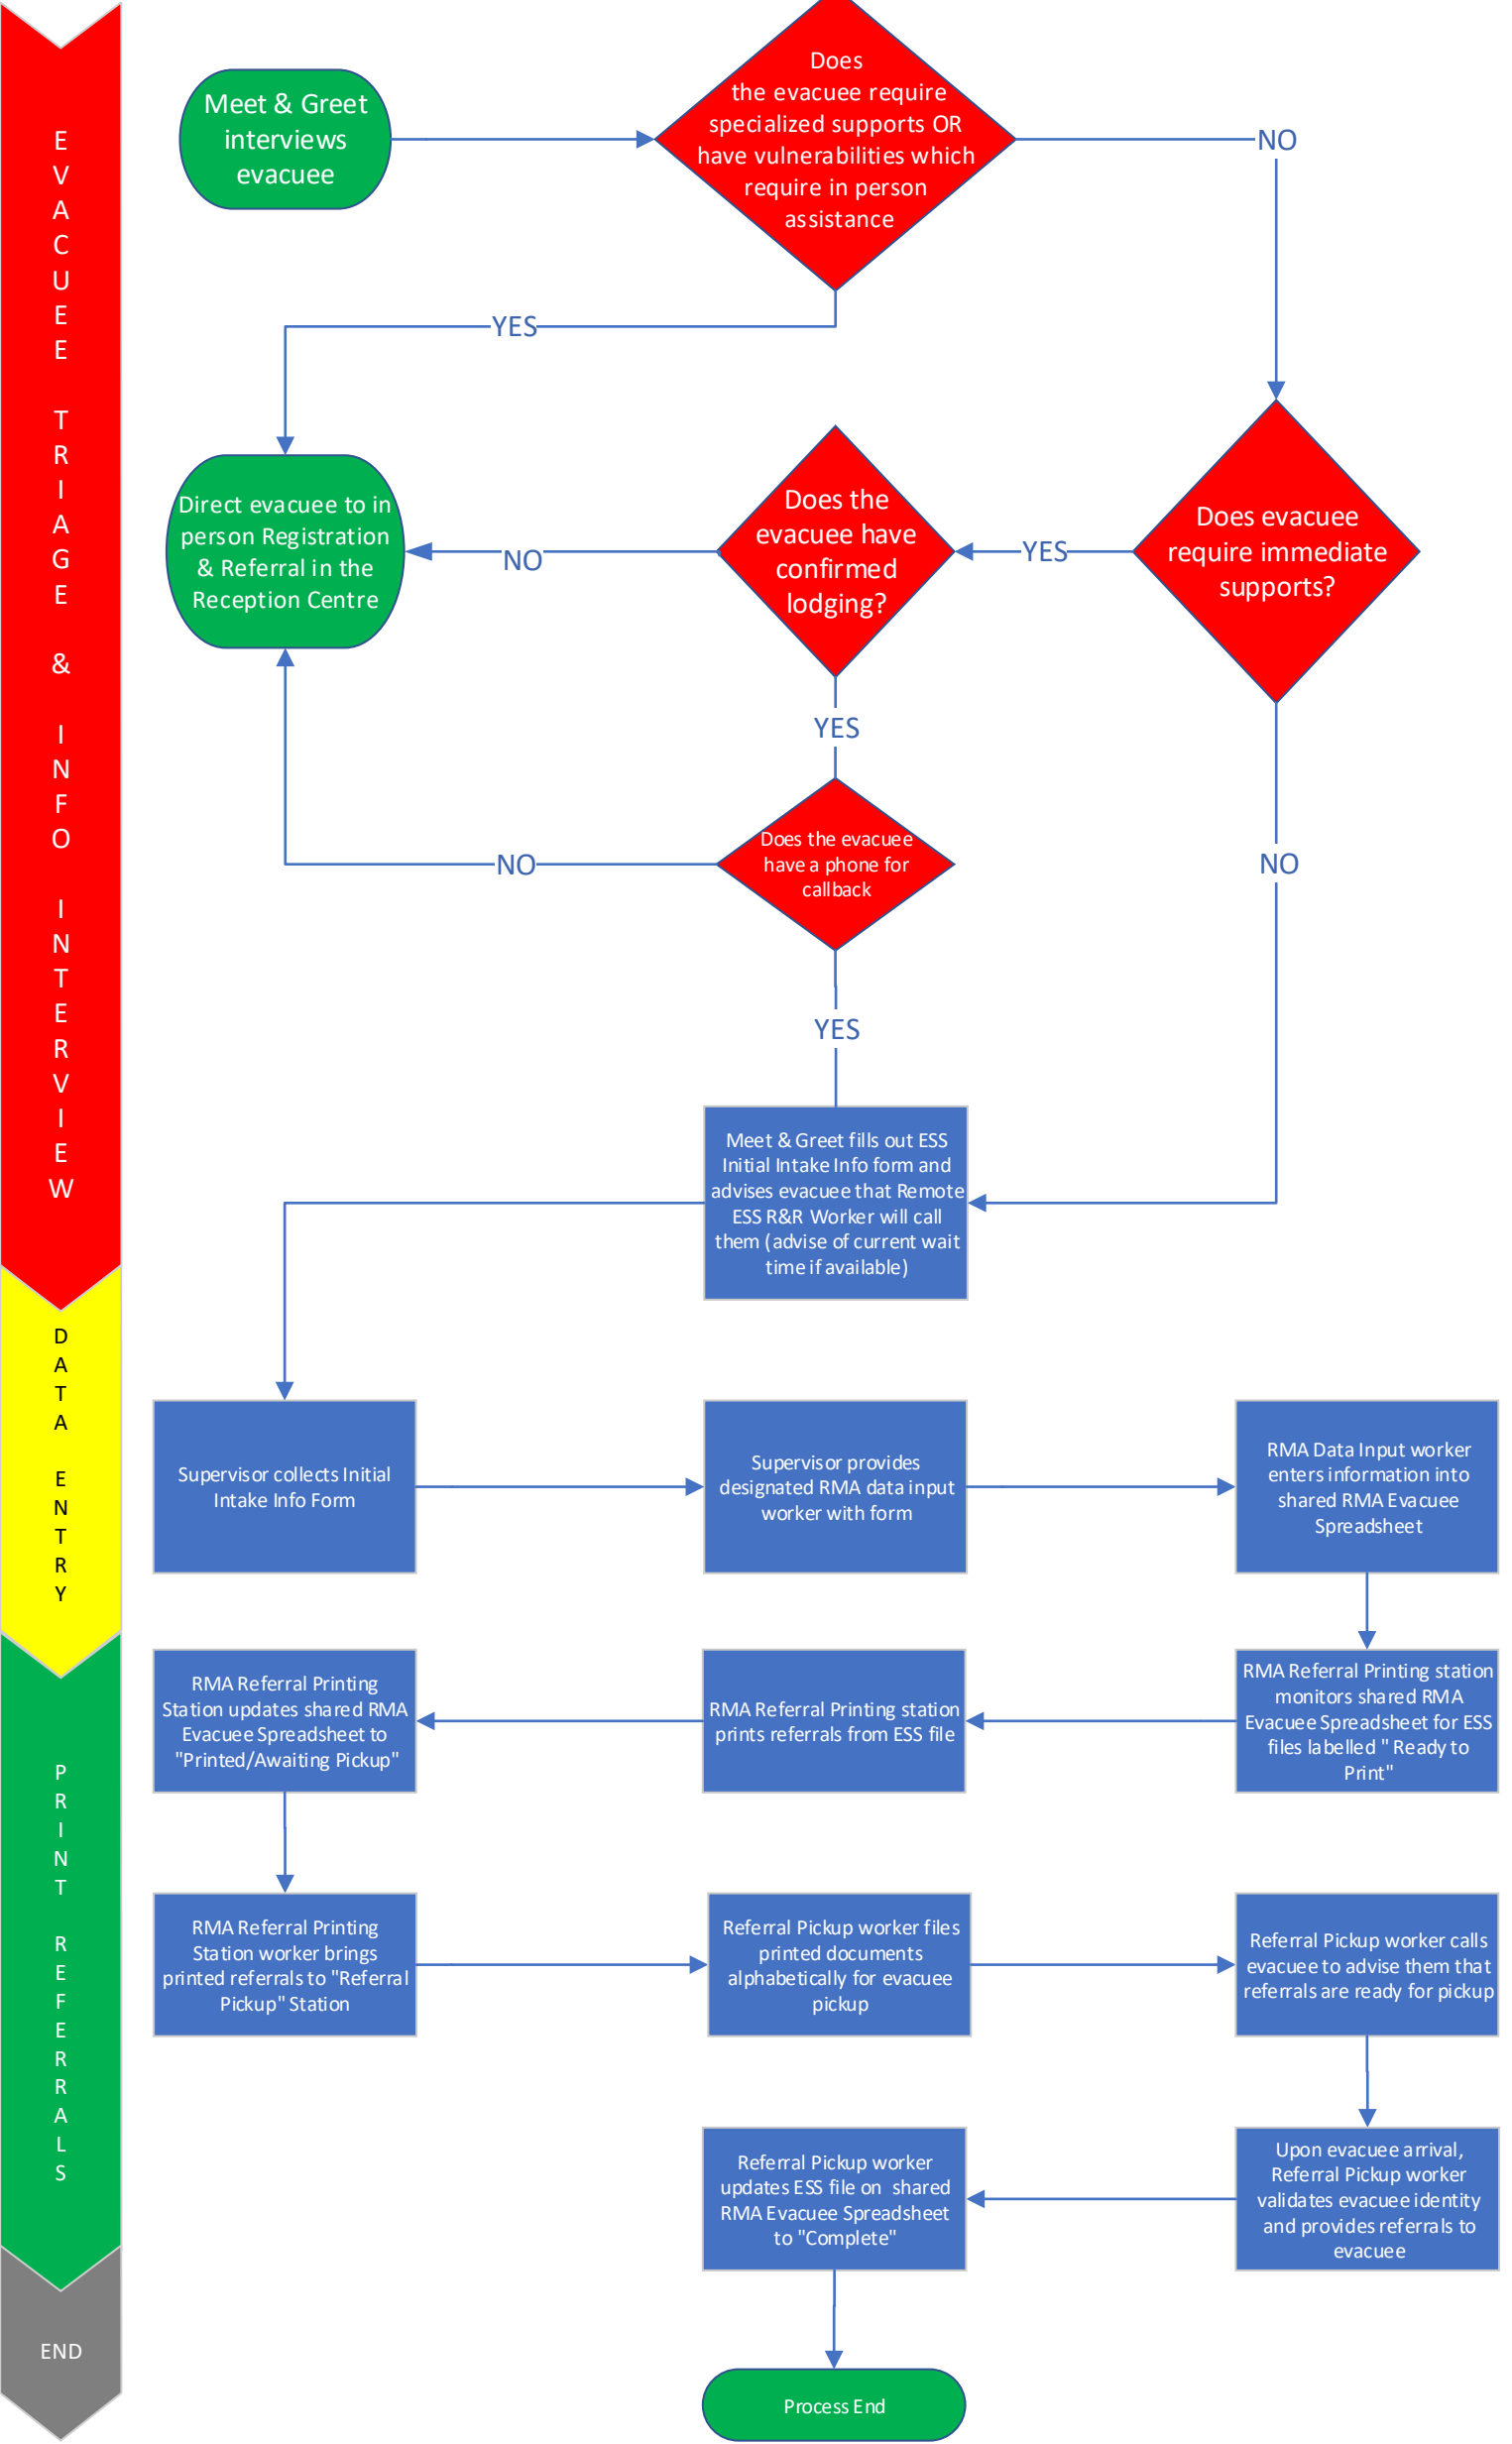 EVACUEE TRIAGE & INFO INTERVIEW
Meet & Greet
interviews
evacuee
Does
the evacuee require
specialized supports OR
have vulnerabilities which
require in person
assistance
NO
YES
Direct evacuee to in
person Registration
& Referral in the
Reception Centre
NO
Does the
evacuee have
confirmed
lodging?
YES
Does evacuee
require immediate
supports?
YES
NO
Does the evacuee
have a phone for
callback
NO
YES
Meet & Greet fills out ESS
Initial Intake Info form and
advises evacuee that Remote
ESS R&R Worker will call
them (advise of current wait
time if available)
DATA ENTRY
Supervisor collects Initial
Intake Info Form
Supervisor provides
designated RMA data input
worker with form
RMA Data Input worker
enters information into
shared RMA Evacuee
Spreadsheet
PRINT REFERRALS
RMA Referral Printing station
monitors shared RMA
Evacuee Spreadsheet for ESS
files labelled " Ready to
Print"
RMA Referral Printing station
prints referrals from ESS file
RMA Referral Printing
Station updates shared RMA
Evacuee Spreadsheet to
"Printed/Awaiting Pickup"
RMA Referral Printing
Station worker brings
printed referrals to "Referral
Pickup" Station
Referral Pickup worker files
printed documents
alphabetically for evacuee
pickup
Referral Pickup worker calls
evacuee to advise them that
referrals are ready for pickup
Upon evacuee arrival,
Referral Pickup worker
validates evacuee identity
and provides referrals to
evacuee
Referral Pickup worker
updates ESS file on shared
RMA Evacuee Spreadsheet
to "Complete"
END
Process End